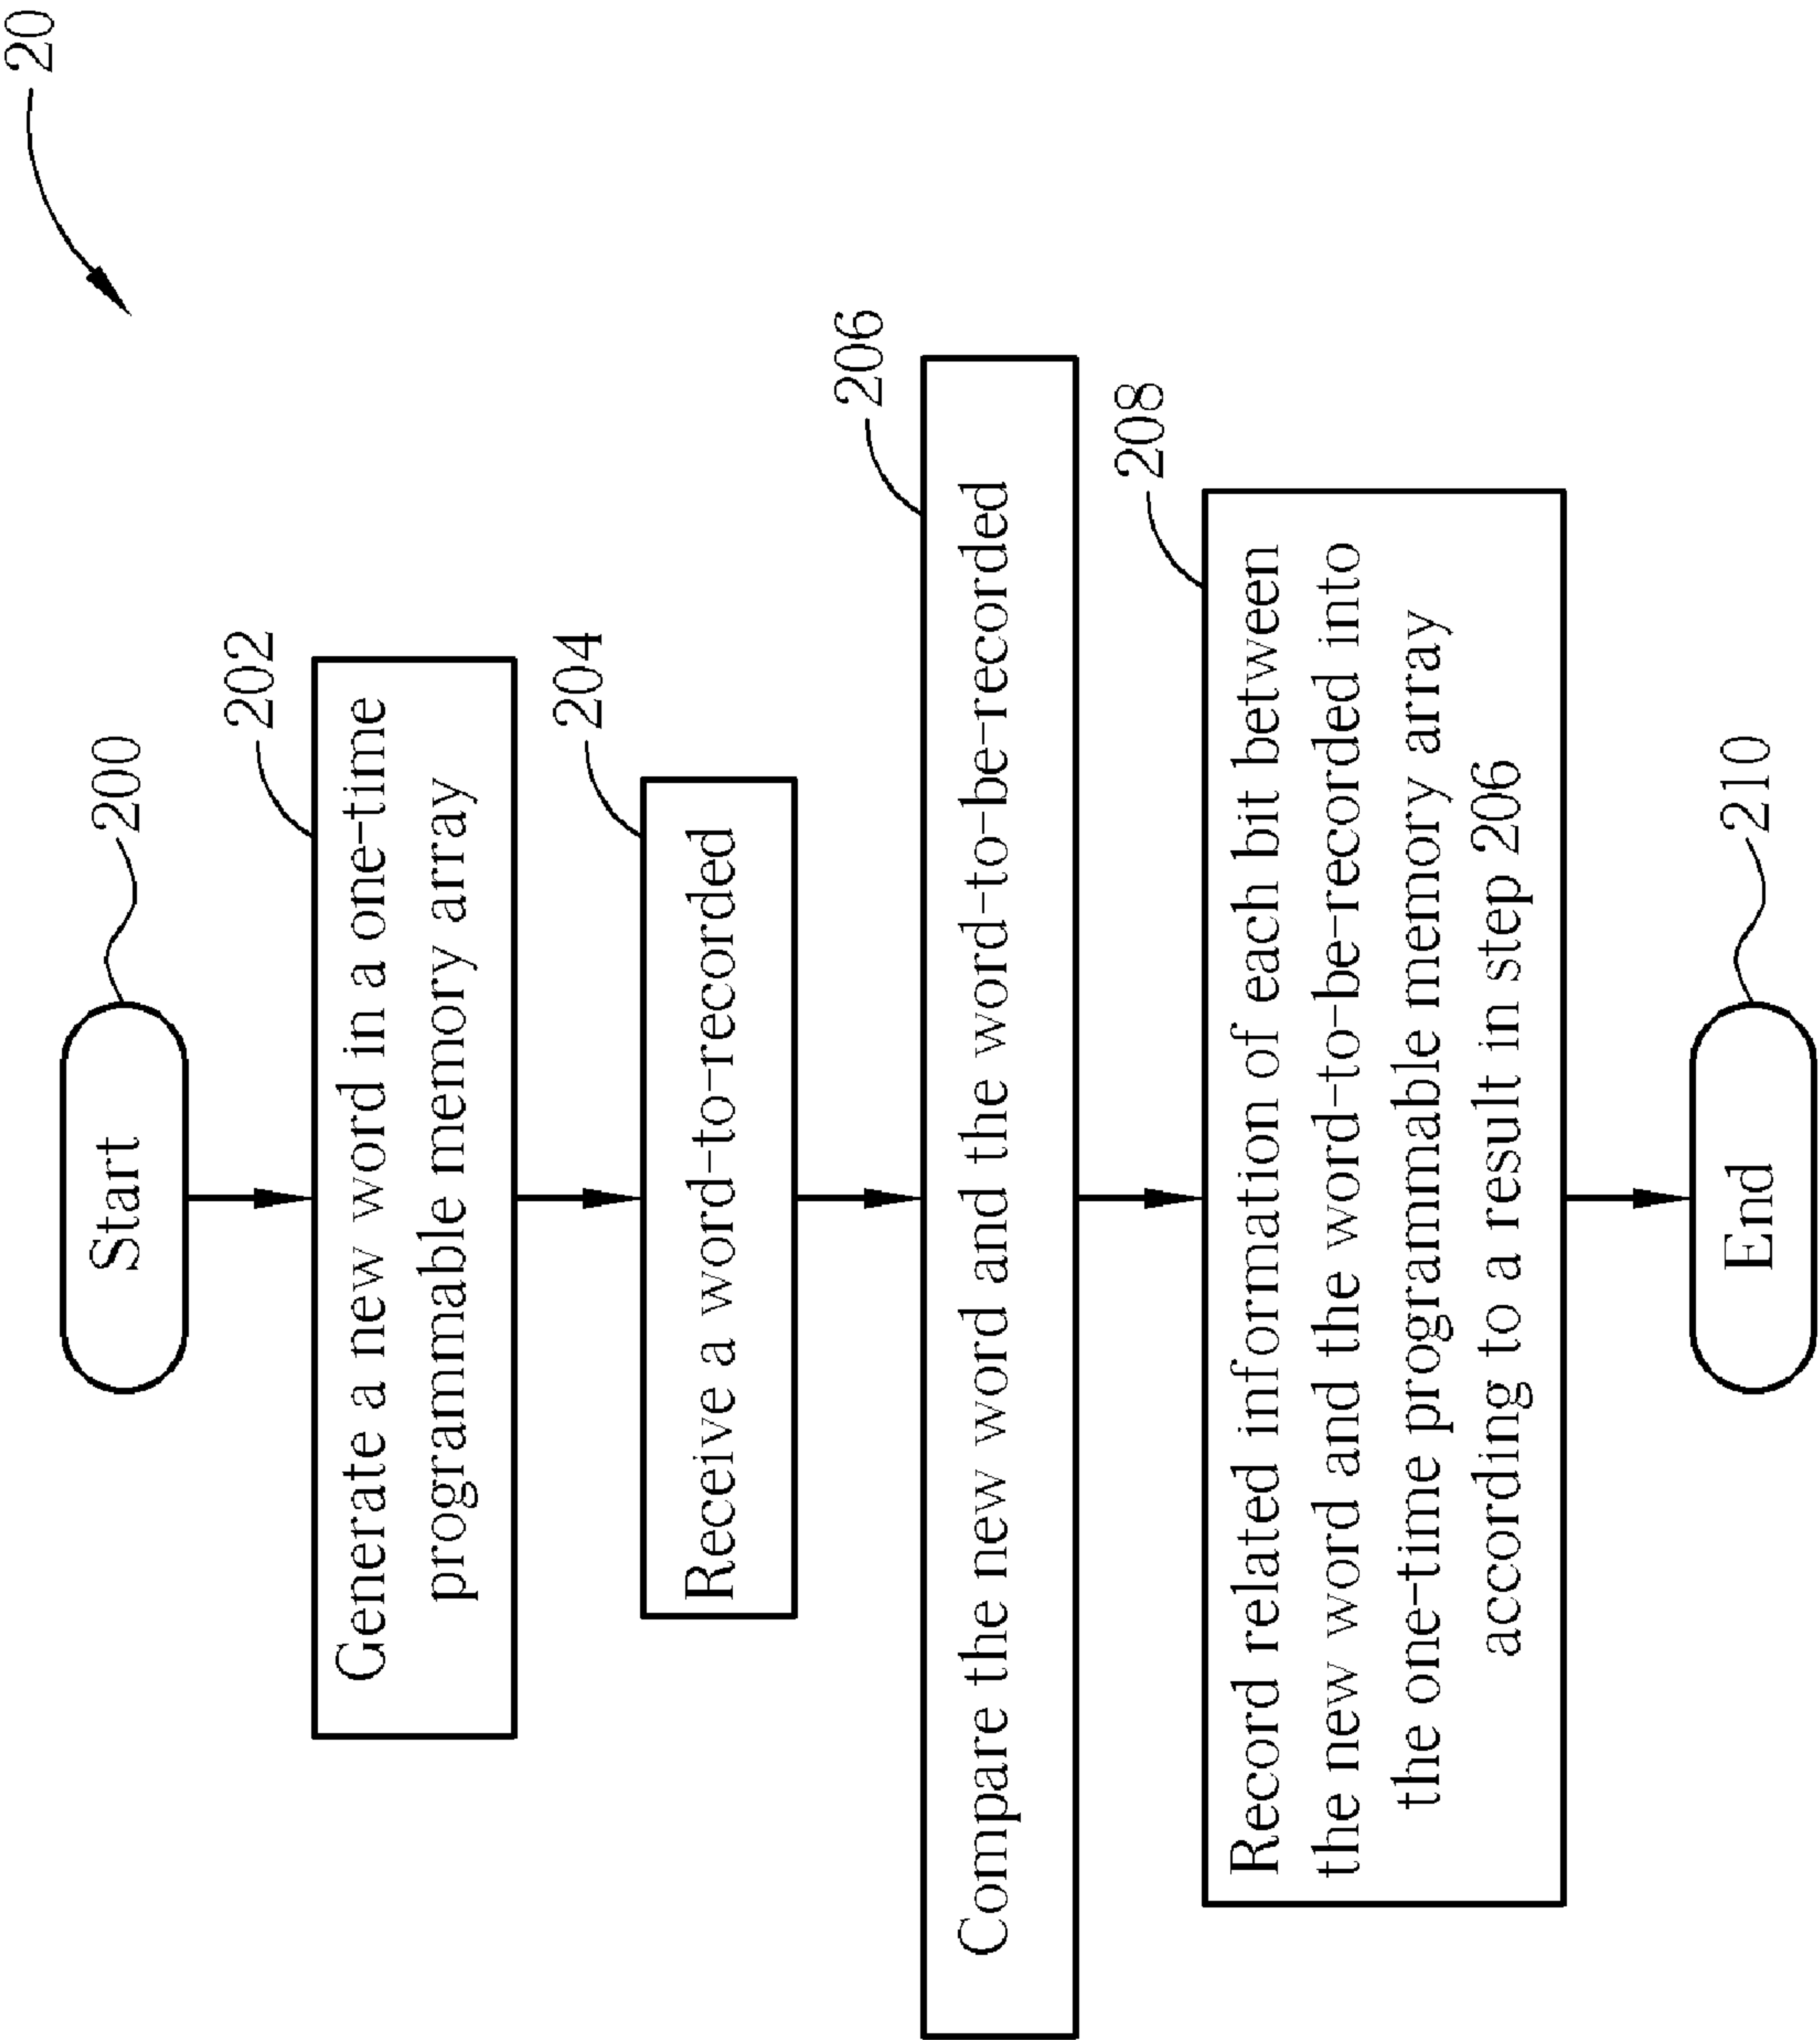 20
Start
200
202
Generate a new word in a one-time
programmable memory array
204
Receive a word-to-recorded
206
Compare the new word and the word-to-be-recorded
208
Record related information of each bit between
the new word and the word-to-be-recorded into
the one-time programmable memory array
according to a result in step 206
End
210